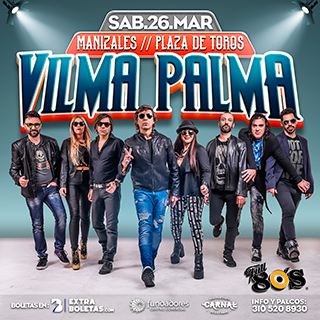 SAB.26.MAR
MANIZALES // PLAZA DE TOROS
VILMA PALMA
80's
BOLETAS EN:
EXTRA
BOLETAS.COM
fundadores
CARNAL
INFO Y PALCOS:
310 520 8930